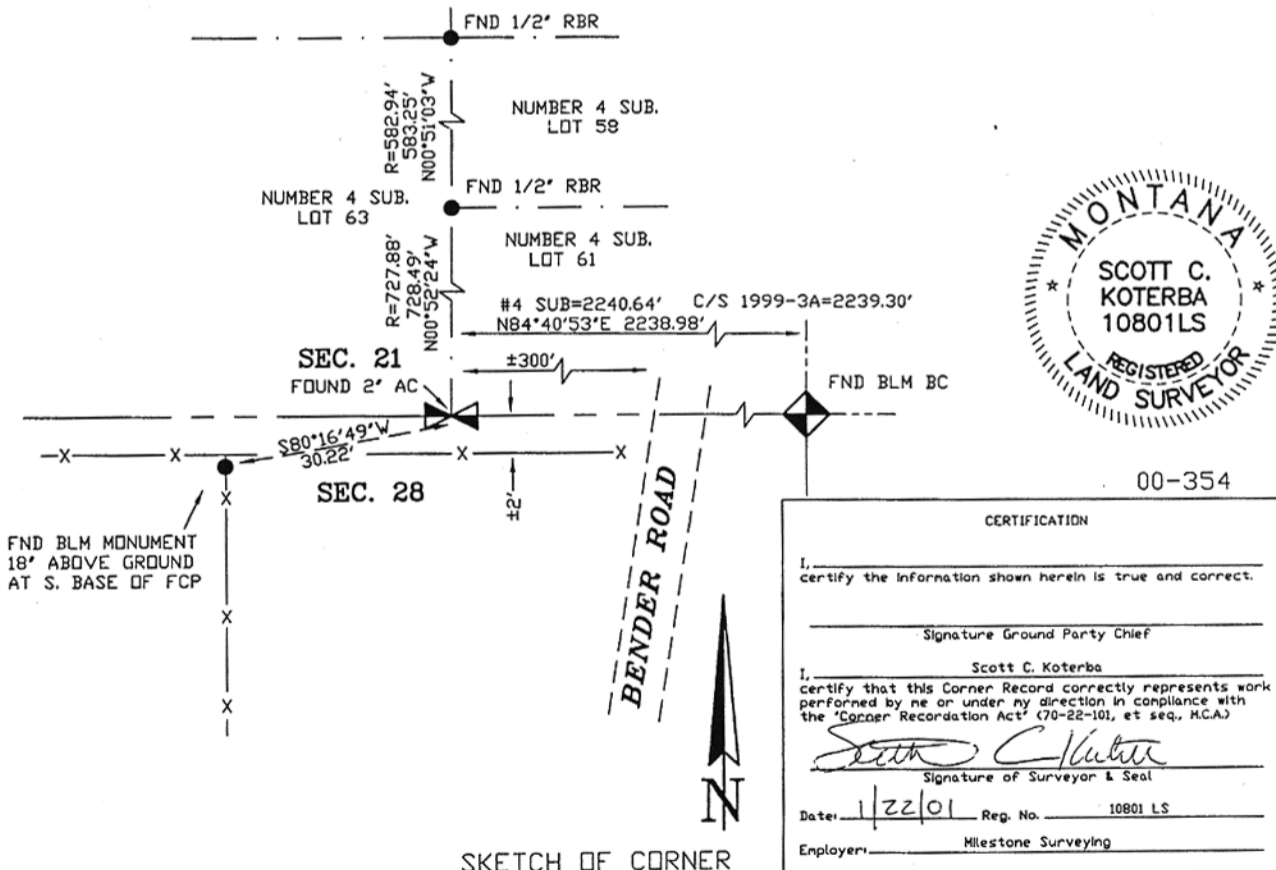 FND 1/2" RBR
R=582.94'
583.25'
N00°51'03"W
NUMBER 4 SUB.
LOT 58
NUMBER 4 SUB.
LOT 63
FND 1/2" RBR
R=727.88'
728.49'
N00°52'24"W
NUMBER 4 SUB.
LOT 61
#4 SUB=2240.64' C/S 1999-3A=2239.30'
N84°40'53"E 2238.98'
SEC. 21
±300'
FOUND 2" AC
FND BLM BC
S80°16'49"W
30.22'
X X X X
SEC. 28
±2'
X
X
X
FND BLM MONUMENT
18" ABOVE GROUND
AT S. BASE OF FCP
BENDER ROAD
N
SKETCH OF CORNER
MONTANA
SCOTT C.
KOTERBA
10801LS
REGISTERED
LAND SURVEYOR
00-354
CERTIFICATION
I,
certify the information shown herein is true and correct.
Signature Ground Party Chief
I, Scott C. Koterba
certify that this Corner Record correctly represents work
performed by me or under my direction in compliance with
the "Corner Recordation Act" (70-22-101, et seq., M.C.A.)
Signature of Surveyor & Seal
Date: 1/22/01 Reg. No. 10801 LS
Employer: Milestone Surveying